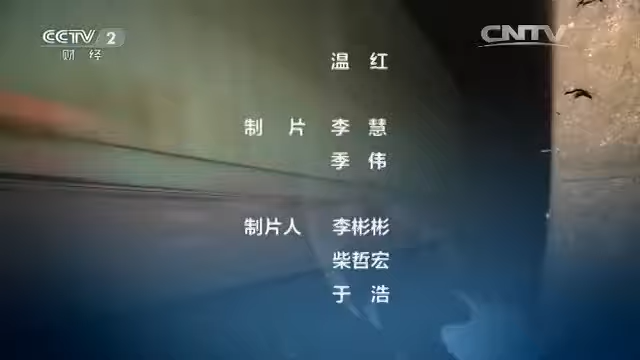 CCTV 2
财经
CNTV
温 红
制 片 李 慧
季 伟
制片人 李彬彬
柴哲宏
于 浩